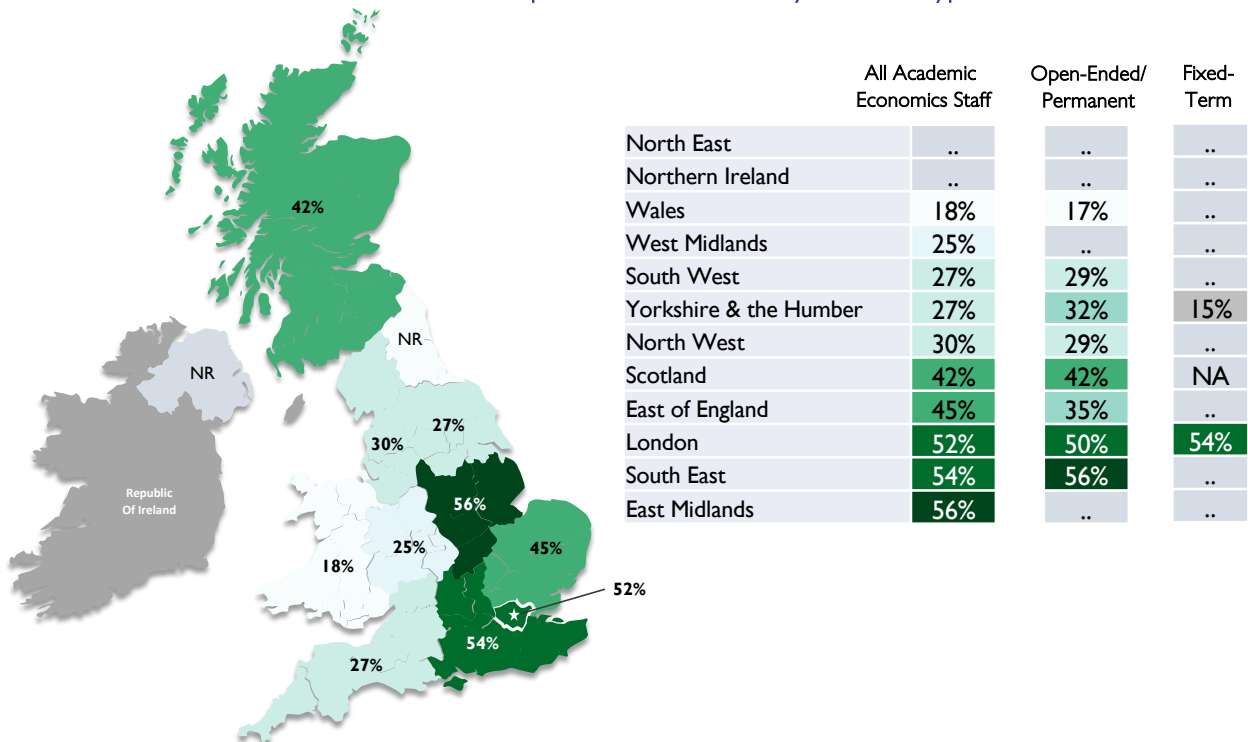 All Academic
Economics Staff
Open-Ended/
Permanent
Fixed-
Term
North East .. .. ..
Northern Ireland .. .. ..
Wales 18% 17% ..
West Midlands 25% .. ..
South West 27% 29% ..
Yorkshire & the Humber 27% 32% 15%
North West 30% 29% ..
Scotland 42% 42% NA
East of England 45% 35% ..
London 52% 50% 54%
South East 54% 56% ..
East Midlands 56% .. ..
42%
NR
NR
27%
30%
Republic
Of Ireland
56%
25%
45%
18%
52%
54%
27%